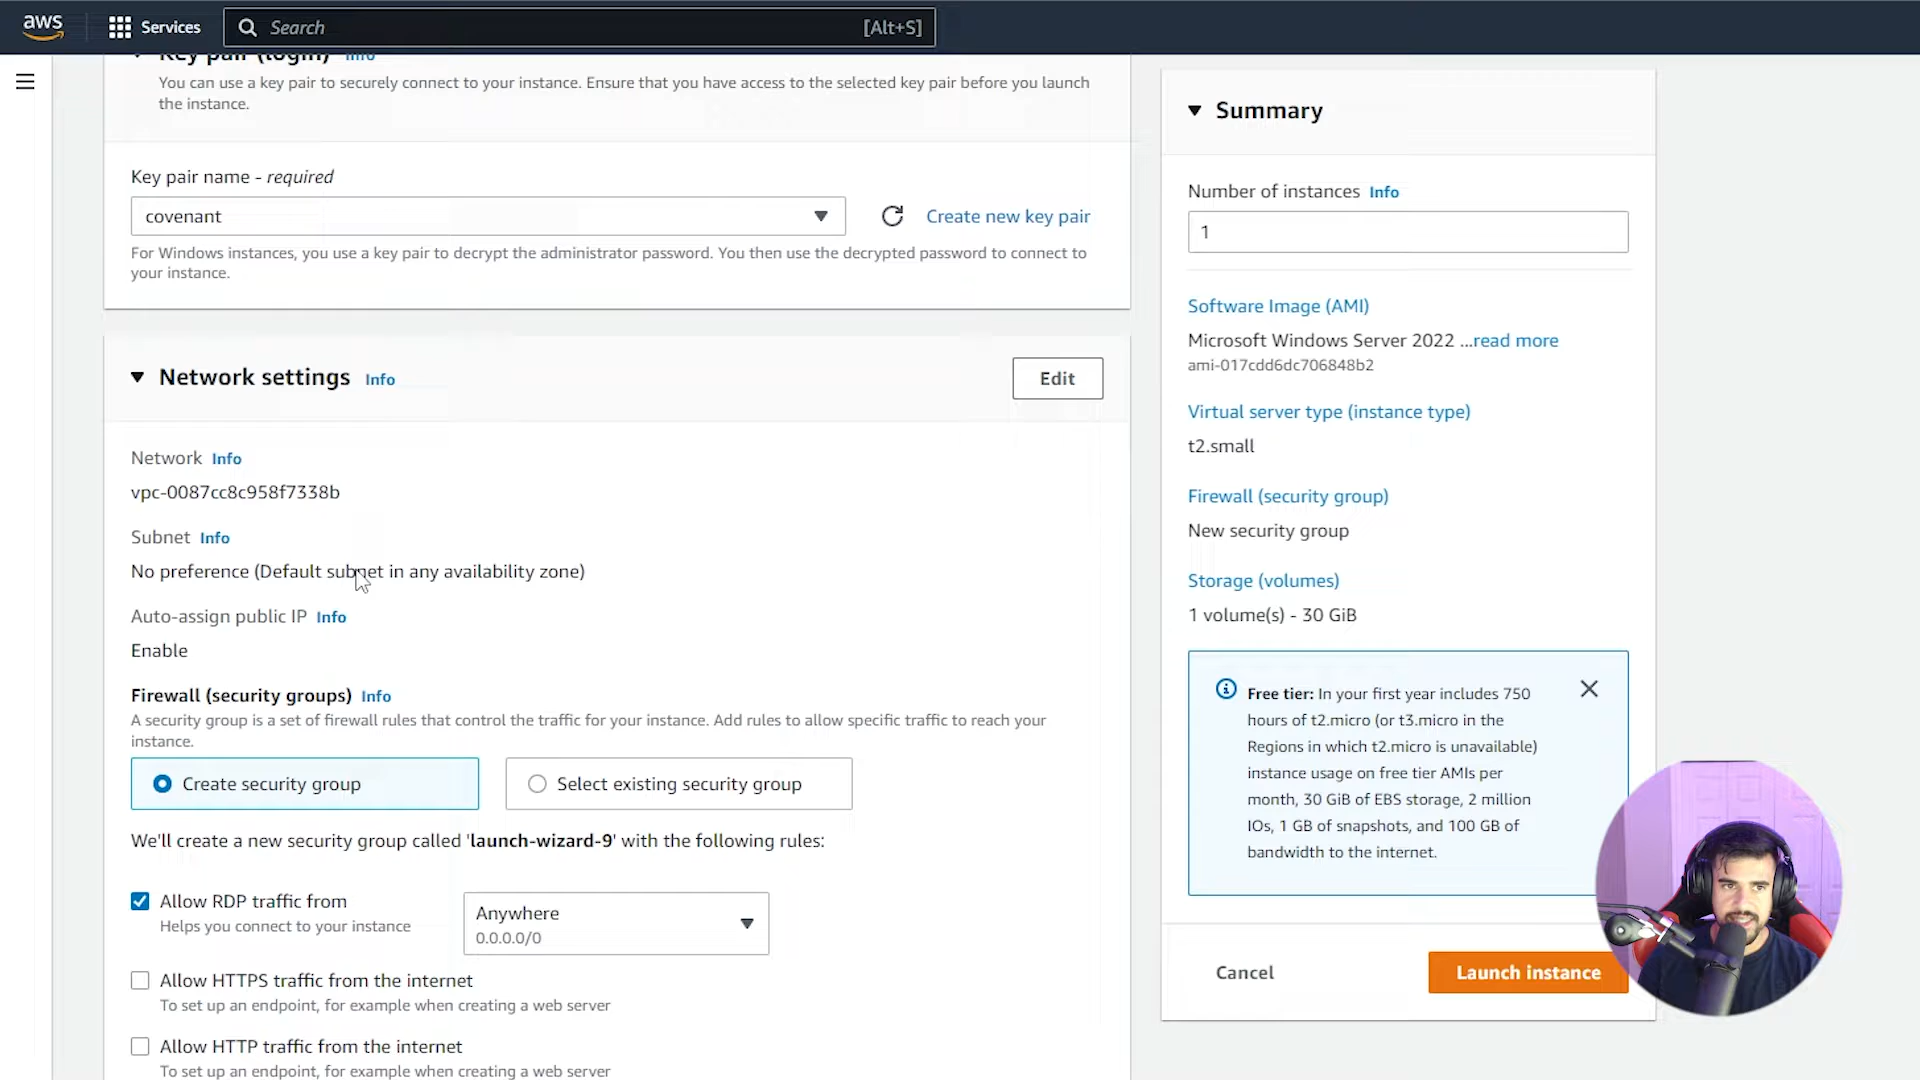 aws
Services
Search
[Alt+S]
Key pair (login) Info
You can use a key pair to securely connect to your instance. Ensure that you have access to the selected key pair before you launch
the instance.
Key pair name - required
covenant
Create new key pair
For Windows instances, you use a key pair to decrypt the administrator password. You then use the decrypted password to connect to
your instance.
Network settings Info
Edit
Network Info
vpc-0087cc8c958f7338b
Subnet Info
No preference (Default subnet in any availability zone)
Auto-assign public IP Info
Enable
Firewall (security groups) Info
A security group is a set of firewall rules that control the traffic for your instance. Add rules to allow specific traffic to reach your
instance.
Create security group
Select existing security group
We'll create a new security group called 'launch-wizard-9' with the following rules:
Allow RDP traffic from
Helps you connect to your instance
Anywhere
0.0.0.0/0
Allow HTTPS traffic from the internet
To set up an endpoint, for example when creating a web server
Allow HTTP traffic from the internet
To set up an endpoint, for example when creating a web server
Summary
Number of instances Info
1
Software Image (AMI)
Microsoft Windows Server 2022 ...read more
ami-017cdd6dc706848b2
Virtual server type (instance type)
t2.small
Firewall (security group)
New security group
Storage (volumes)
1 volume(s) - 30 GiB
Free tier: In your first year includes 750
hours of t2.micro (or t3.micro in the
Regions in which t2.micro is unavailable)
instance usage on free tier AMIs per
month, 30 GiB of EBS storage, 2 million
IOs, 1 GB of snapshots, and 100 GB of
bandwidth to the internet.
Cancel
Launch instance